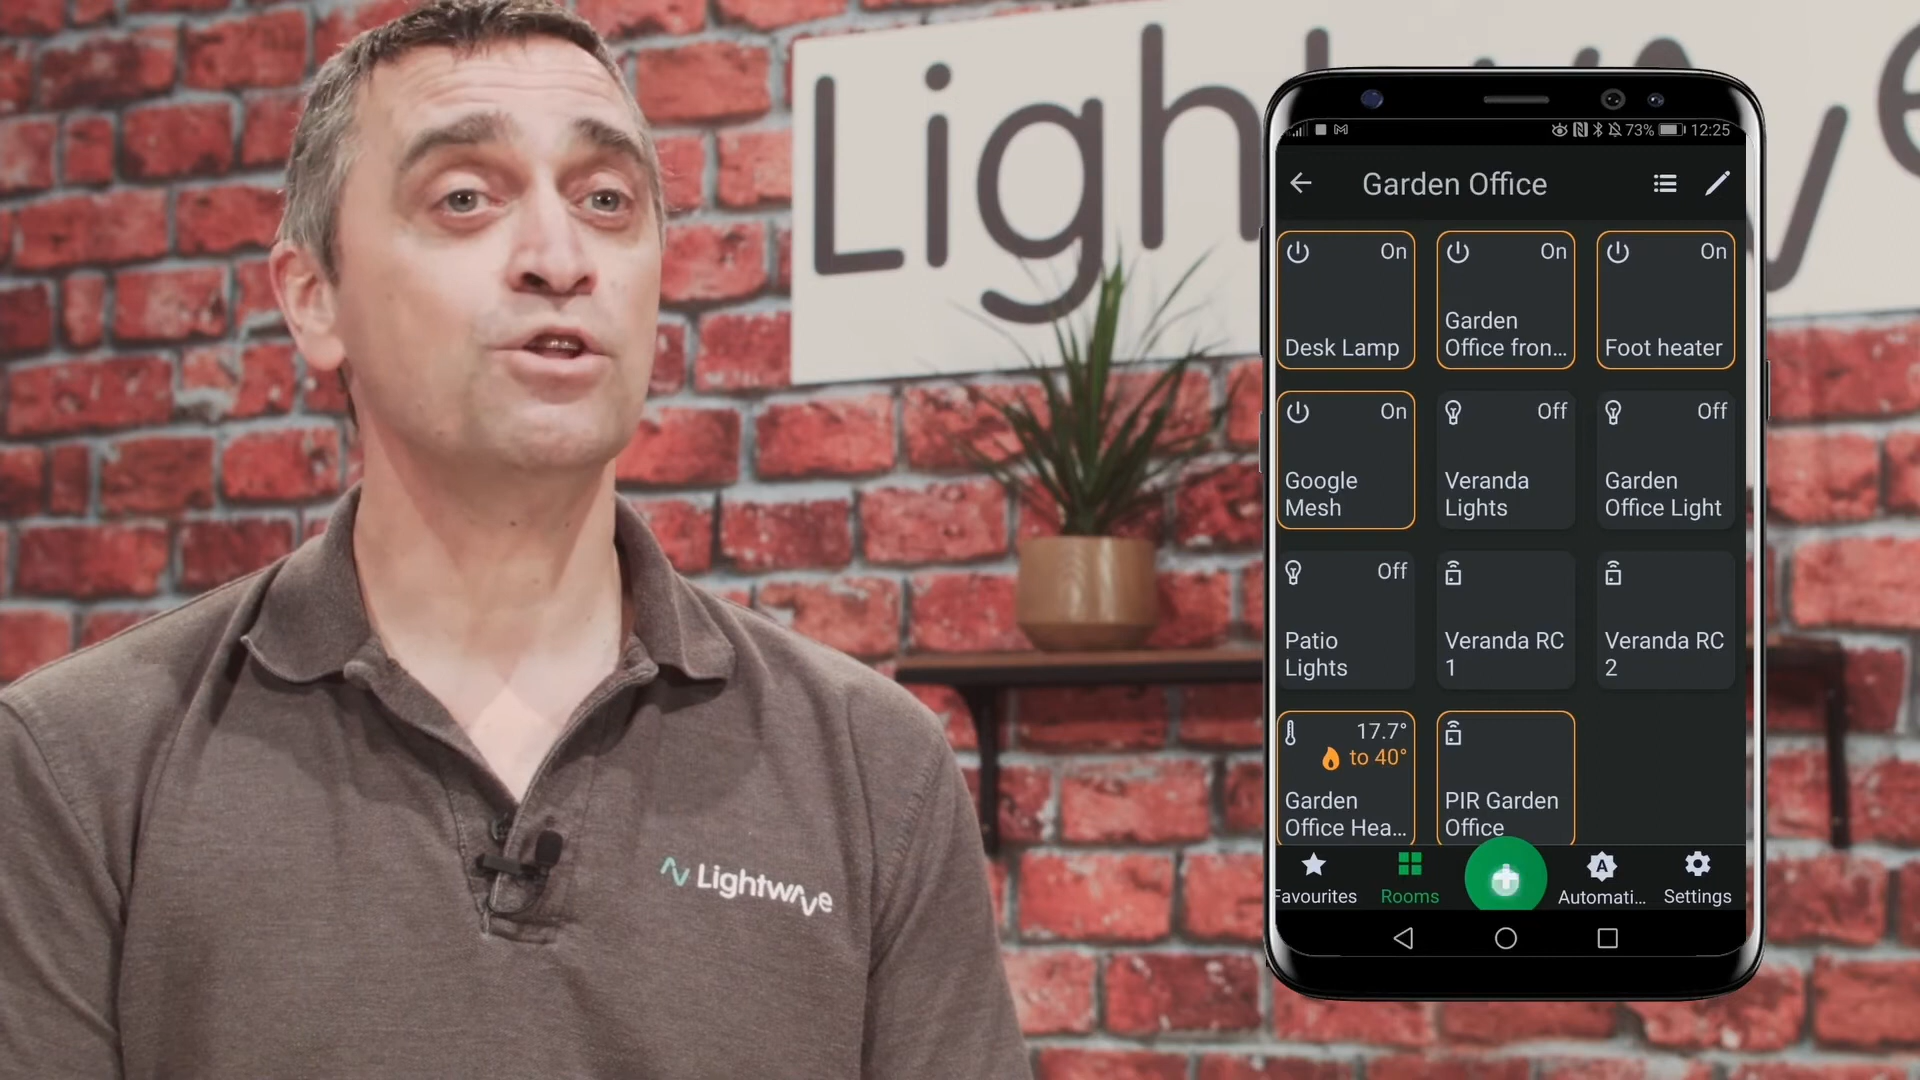 Lightwave
Lightwave
73% 12:25
Garden Office
On
Desk Lamp
On
Garden
Office fron...
On
Foot heater
On
Google
Mesh
Off
Veranda
Lights
Off
Garden
Office Light
Off
Patio
Lights
Veranda RC
1
Veranda RC
2
17.7°
to 40°
Garden
Office Hea...
PIR Garden
Office
Favourites
Rooms
Automati...
Settings